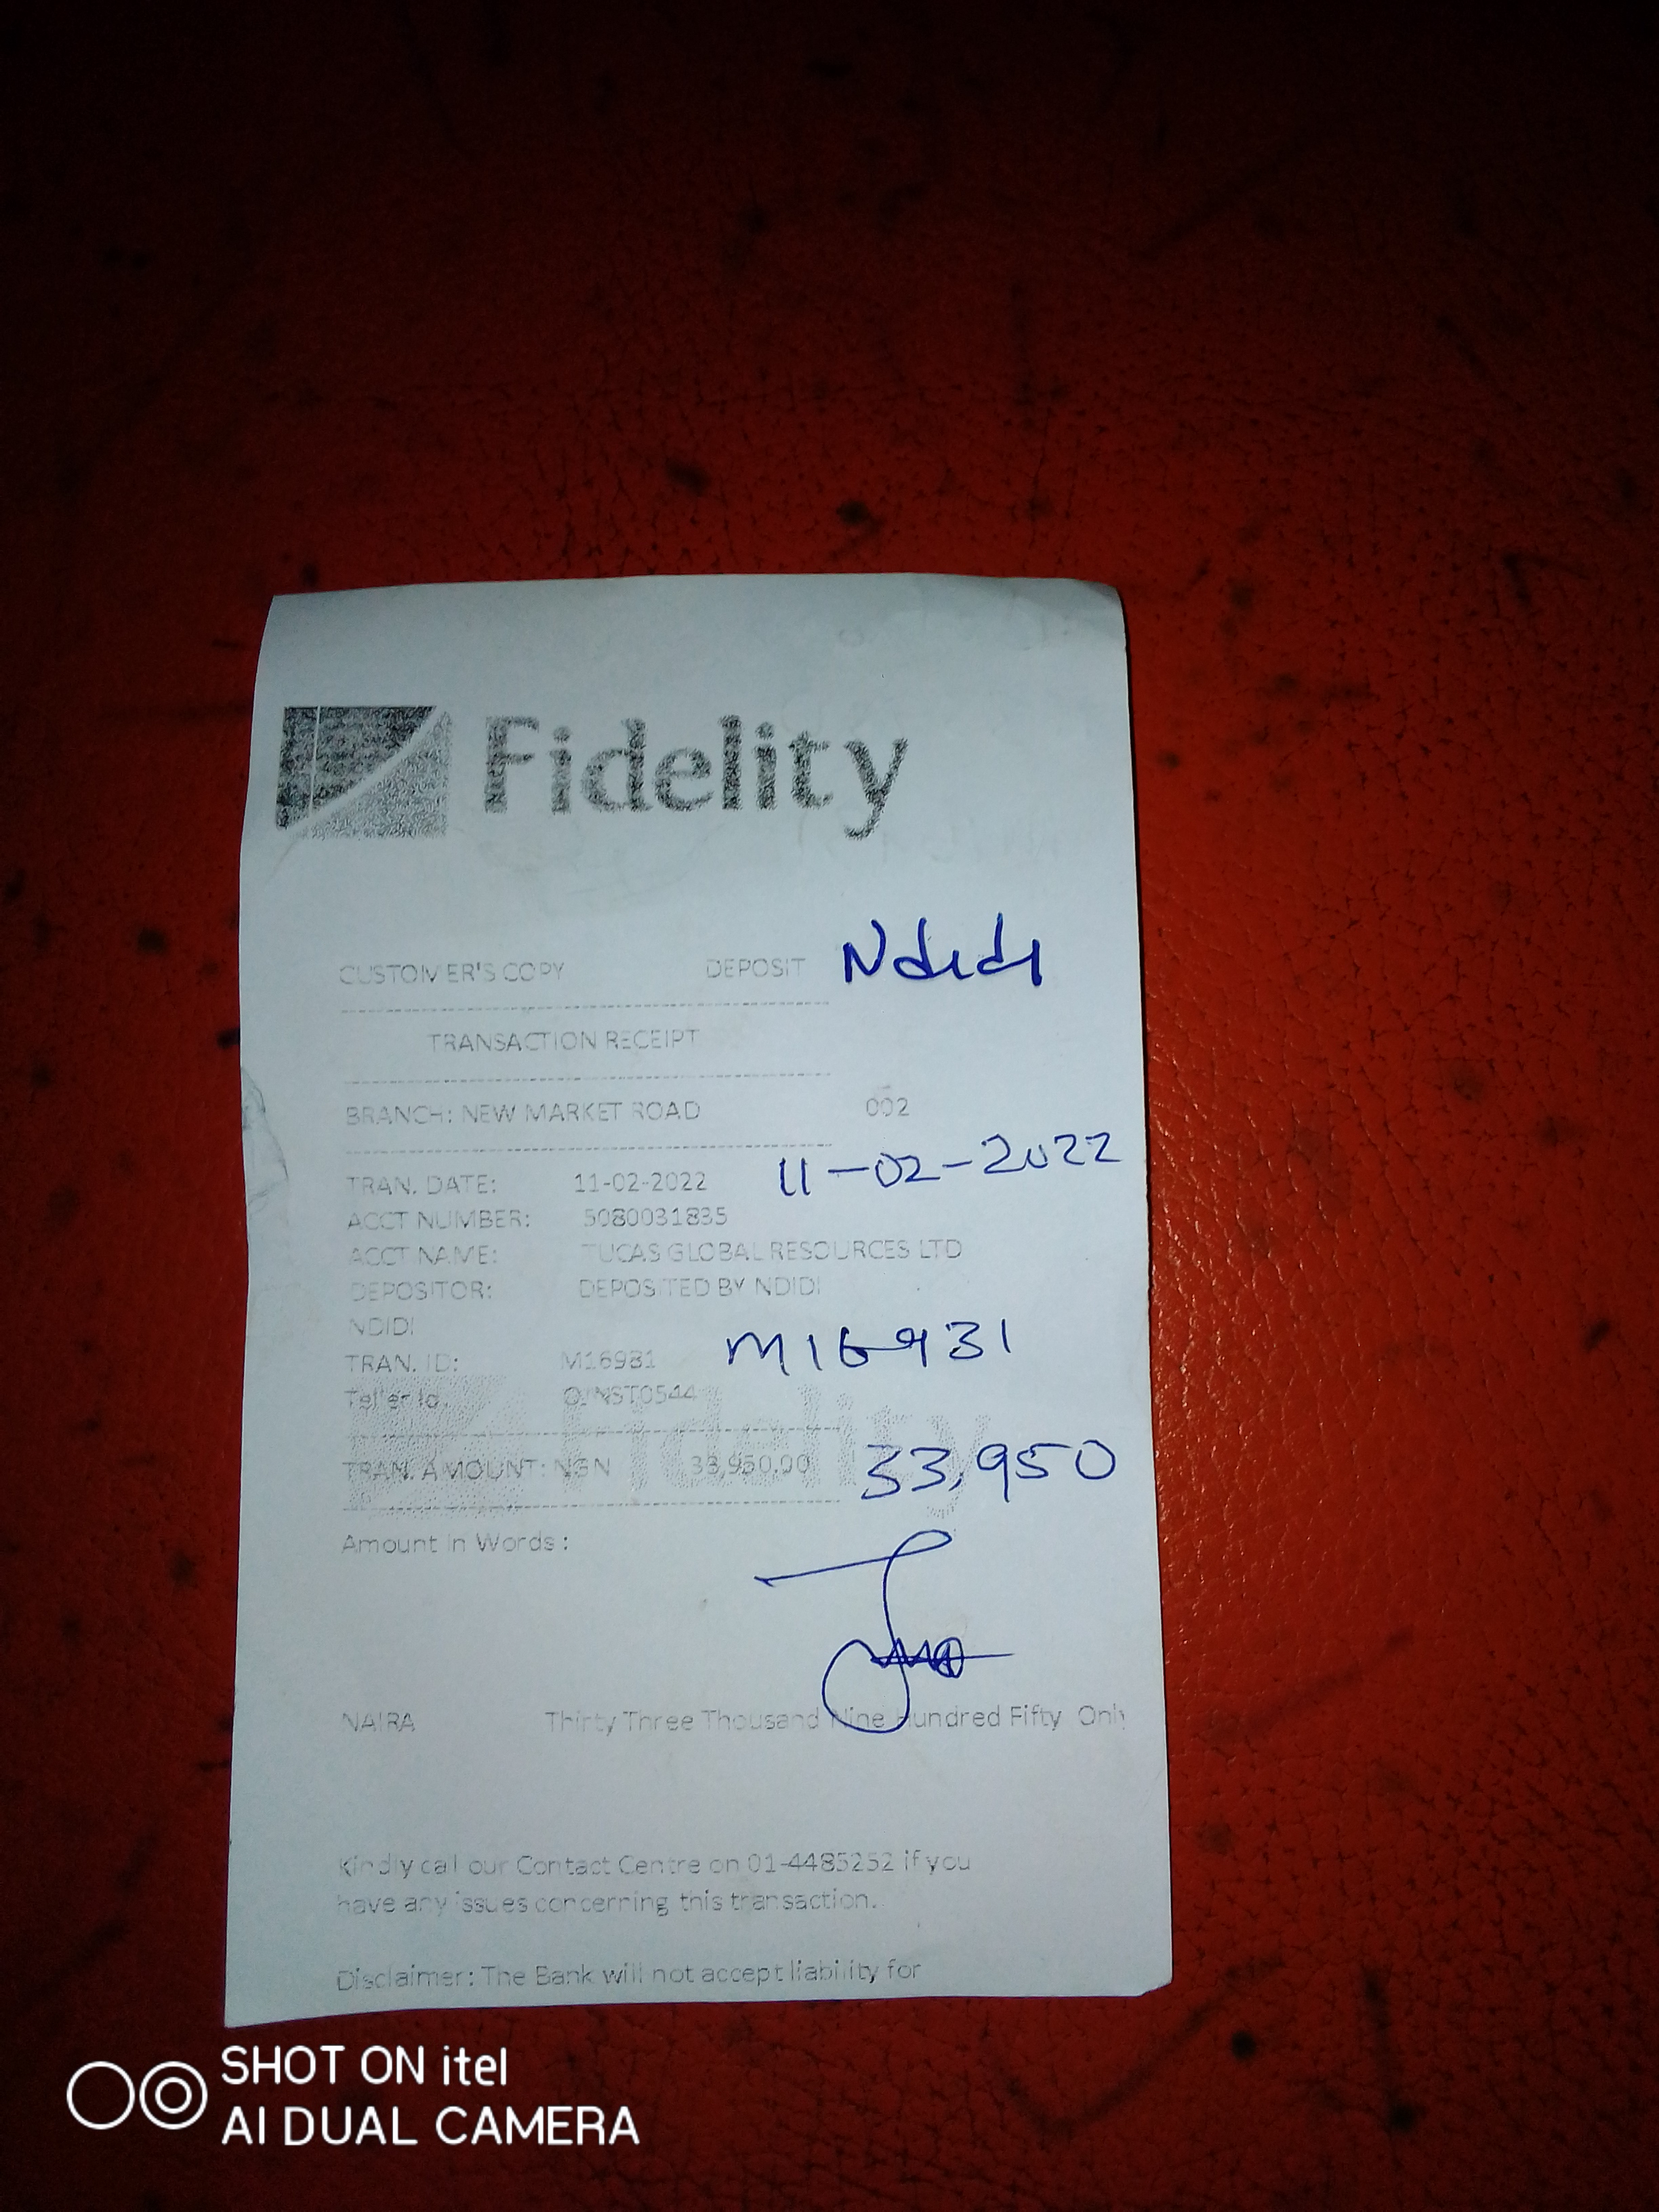 Fidelity
CUSTOMER'S COPY DEPOSIT Ndidi
TRANSACTION RECEIPT
BRANCH: NEW MARKET ROAD 002
TRAN. DATE: 11-02-2022 11-02-2022
ACCT NUMBER: 5080031835
ACCT NAME: TUCAS GLOBAL RESOURCES LTD
DEPOSITOR: DEPOSITED BY NDIDI
NDIDI
TRAN. ID: M16931 M16931
Teller Id
Fidelity
TRAN. AMOUNT: NGN 33,950.00 33,950
Amount In Words :
NAIRA Thirty Three Thousand Nine Hundred Fifty Only
Kindly call our Contact Centre on 01-4485252 if you
have any issues concerning this transaction.
Disclaimer: The Bank will not accept liability for
SHOT ON itel
AI DUAL CAMERA